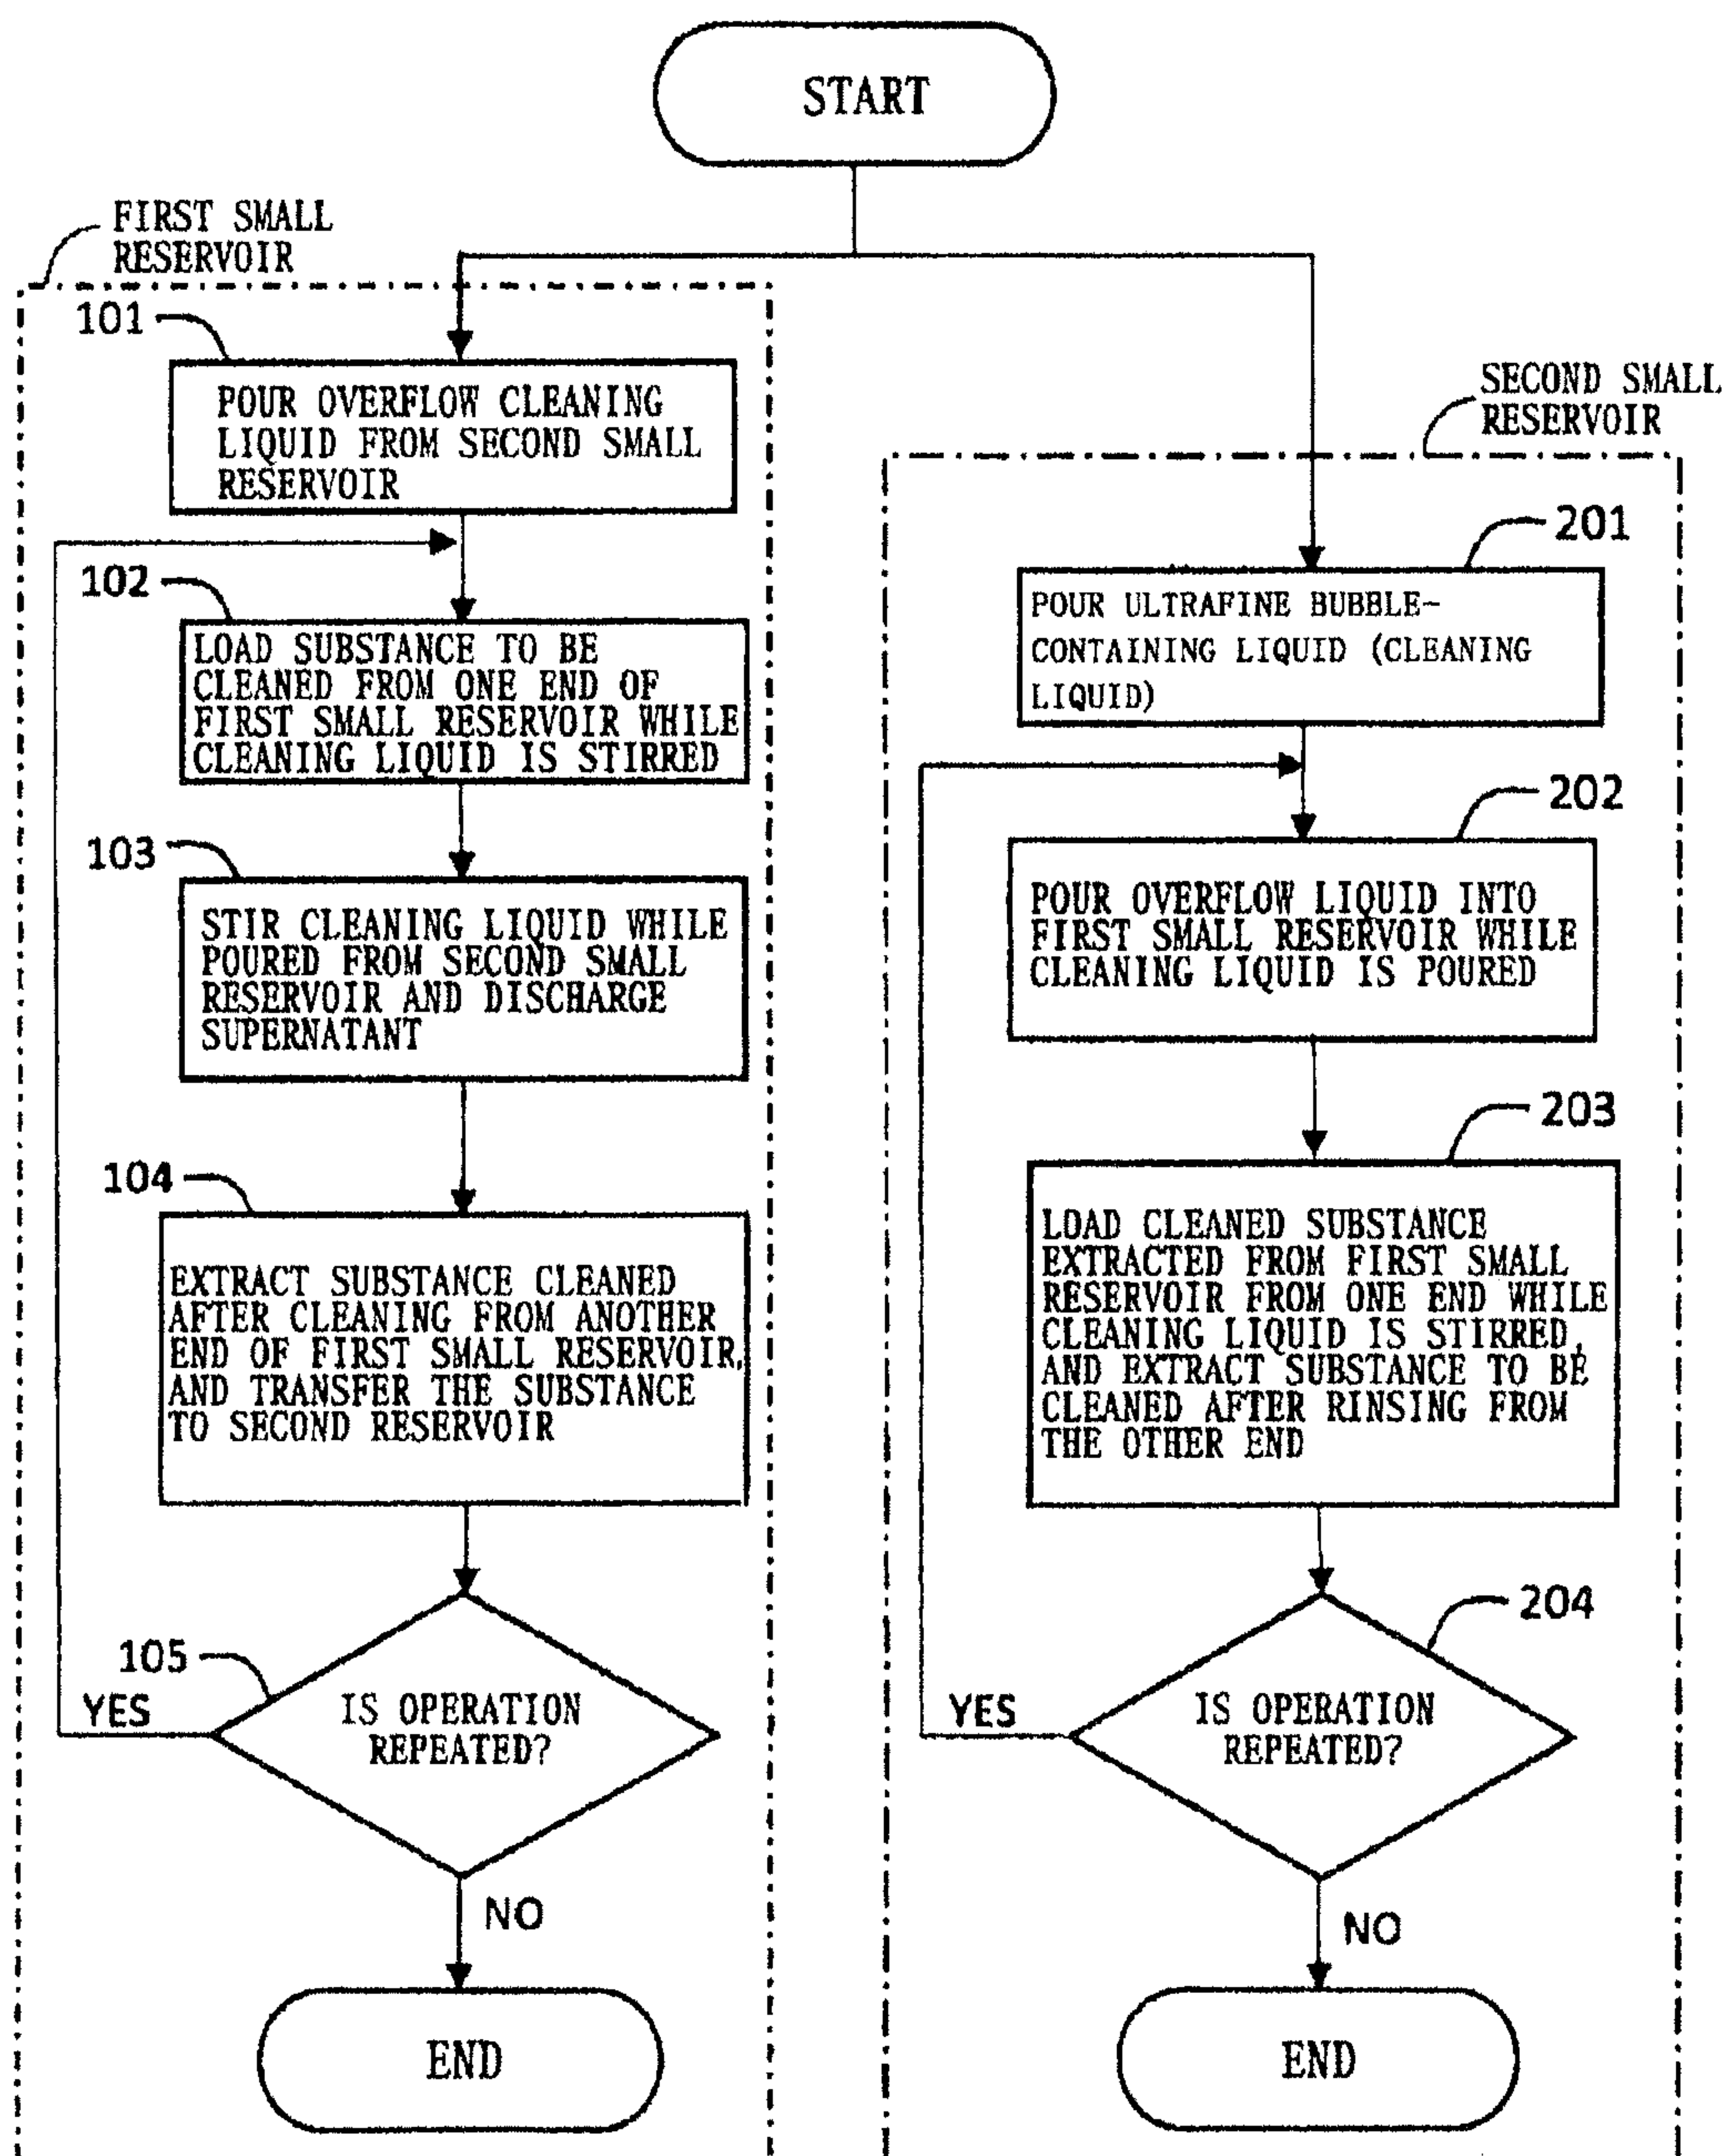 START
FIRST SMALL
RESERVOIR
101
POUR OVERFLOW CLEANING
LIQUID FROM SECOND SMALL
RESERVOIR
102
LOAD SUBSTANCE TO BE
CLEANED FROM ONE END OF
FIRST SMALL RESERVOIR WHILE
CLEANING LIQUID IS STIRRED
103
STIR CLEANING LIQUID WHILE
POURED FROM SECOND SMALL
RESERVOIR AND DISCHARGE
SUPERNATANT
104
EXTRACT SUBSTANCE CLEANED
AFTER CLEANING FROM ANOTHER
END OF FIRST SMALL RESERVOIR,
AND TRANSFER THE SUBSTANCE
TO SECOND RESERVOIR
105
YES
IS OPERATION
REPEATED?
NO
END
SECOND SMALL
RESERVOIR
201
POUR ULTRAFINE BUBBLE-
CONTAINING LIQUID (CLEANING
LIQUID)
202
POUR OVERFLOW LIQUID INTO
FIRST SMALL RESERVOIR WHILE
CLEANING LIQUID IS POURED
203
LOAD CLEANED SUBSTANCE
EXTRACTED FROM FIRST SMALL
RESERVOIR FROM ONE END WHILE
CLEANING LIQUID IS STIRRED,
AND EXTRACT SUBSTANCE TO BE
CLEANED AFTER RINSING FROM
THE OTHER END
204
YES
IS OPERATION
REPEATED?
NO
END